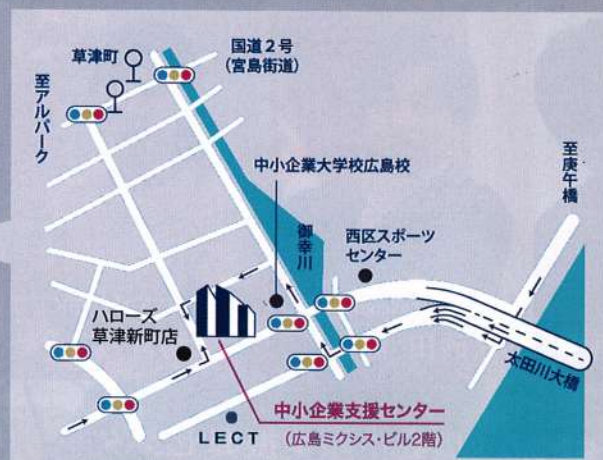 国道2号
(宮島街道)
草津町
至アルパーク
中小企業大学校広島校
至庚午橋
御幸川
西区スポーツ
センター
ハローズ
草津新町店
太田川大橋
中小企業支援センター
(広島ミクシス・ビル2階)
LECT